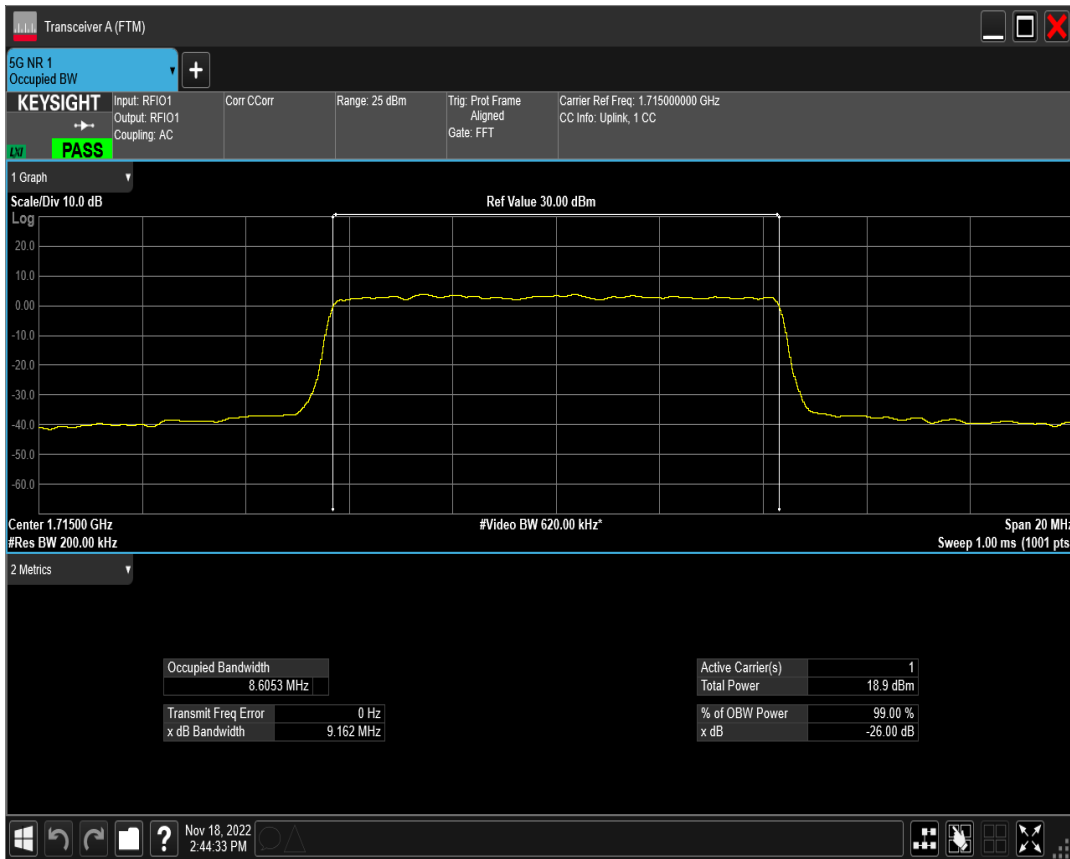 Transceiver A (FTM)
5G NR 1
Occupied BW
KEYSIGHT
LXI
PASS
Input: RFIO1
Output: RFIO1
Coupling: AC
Corr CCorr
Range: 25 dBm
Trig: Prot Frame
Aligned
Gate: FFT
Carrier Ref Freq: 1.715000000 GHz
CC Info: Uplink, 1 CC
1 Graph
Scale/Div 10.0 dB
Ref Value 30.00 dBm
Log
20.0
10.0
0.00
-10.0
-20.0
-30.0
-40.0
-50.0
-60.0
Center 1.71500 GHz
#Video BW 620.00 kHz*
Span 20 MHz
#Res BW 200.00 kHz
Sweep 1.00 ms (1001 pts
2 Metrics
Occupied Bandwidth
8.6053 MHz
Transmit Freq Error 0 Hz
x dB Bandwidth 9.162 MHz
Active Carrier(s) 1
Total Power 18.9 dBm
% of OBW Power 99.00 %
x dB -26.00 dB
?
Nov 18, 2022
2:44:33 PM